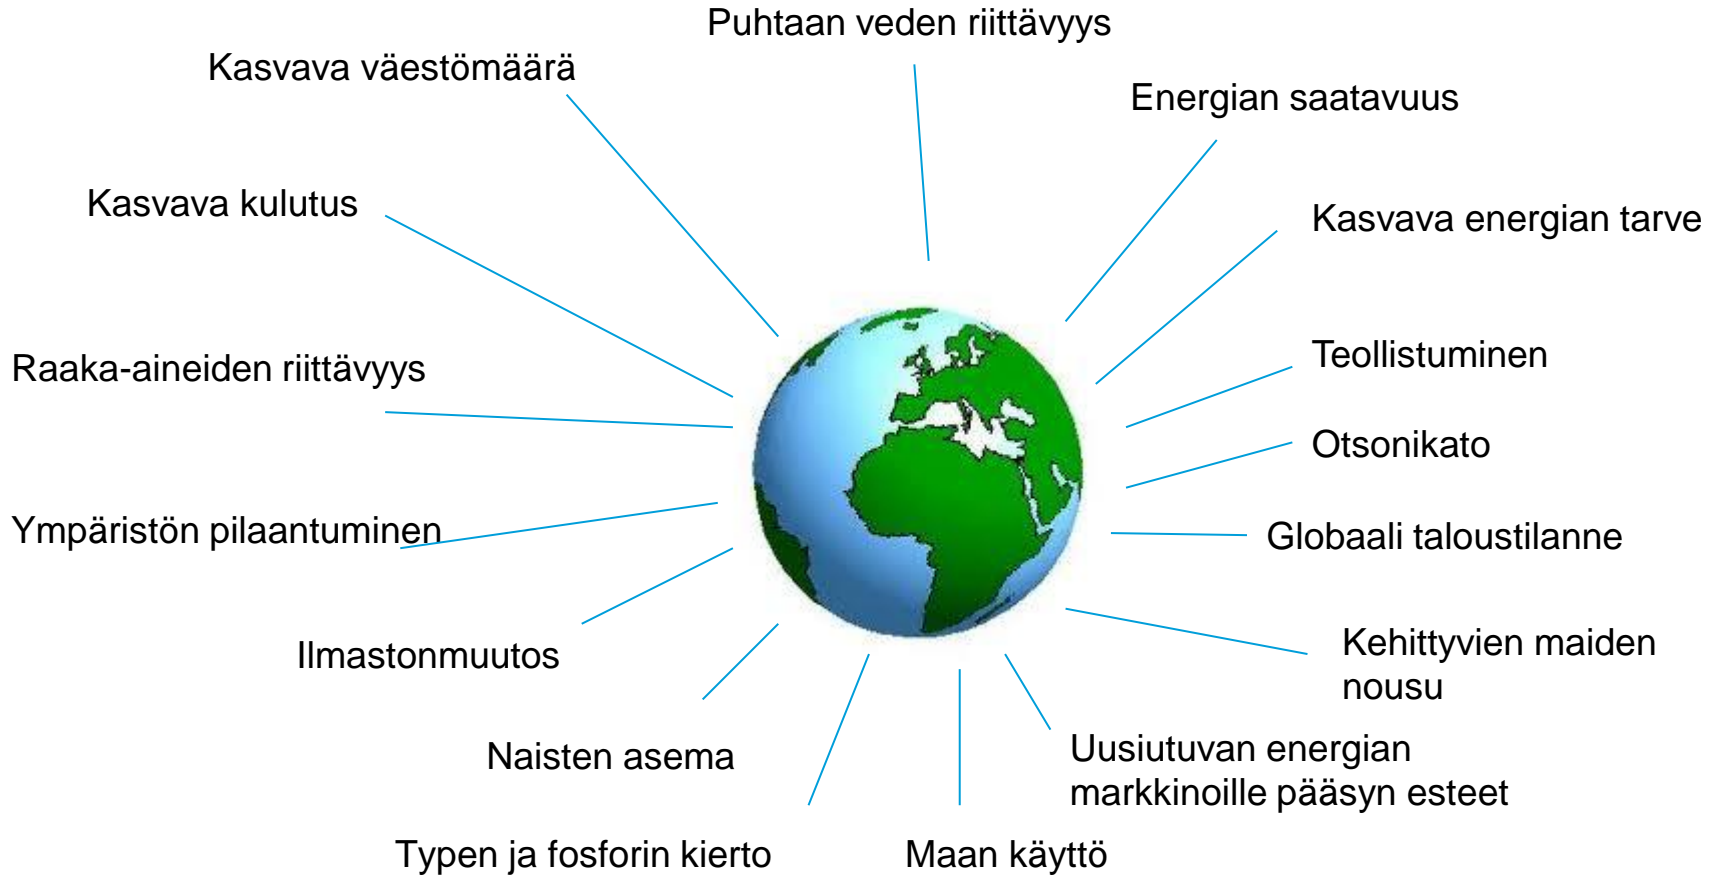 Puhtaan veden riittävyys
Kasvava väestömäärä
Energian saatavuus
Kasvava kulutus
Kasvava energian tarve
Raaka-aineiden riittävyys
Teollistuminen
Otsonikato
Ympäristön pilaantuminen
Globaali taloustilanne
Ilmastonmuutos
Kehittyvien maiden
nousu
Naisten asema
Uusiutuvan energian
markkinoille pääsyn esteet
Typen ja fosforin kierto
Maan käyttö